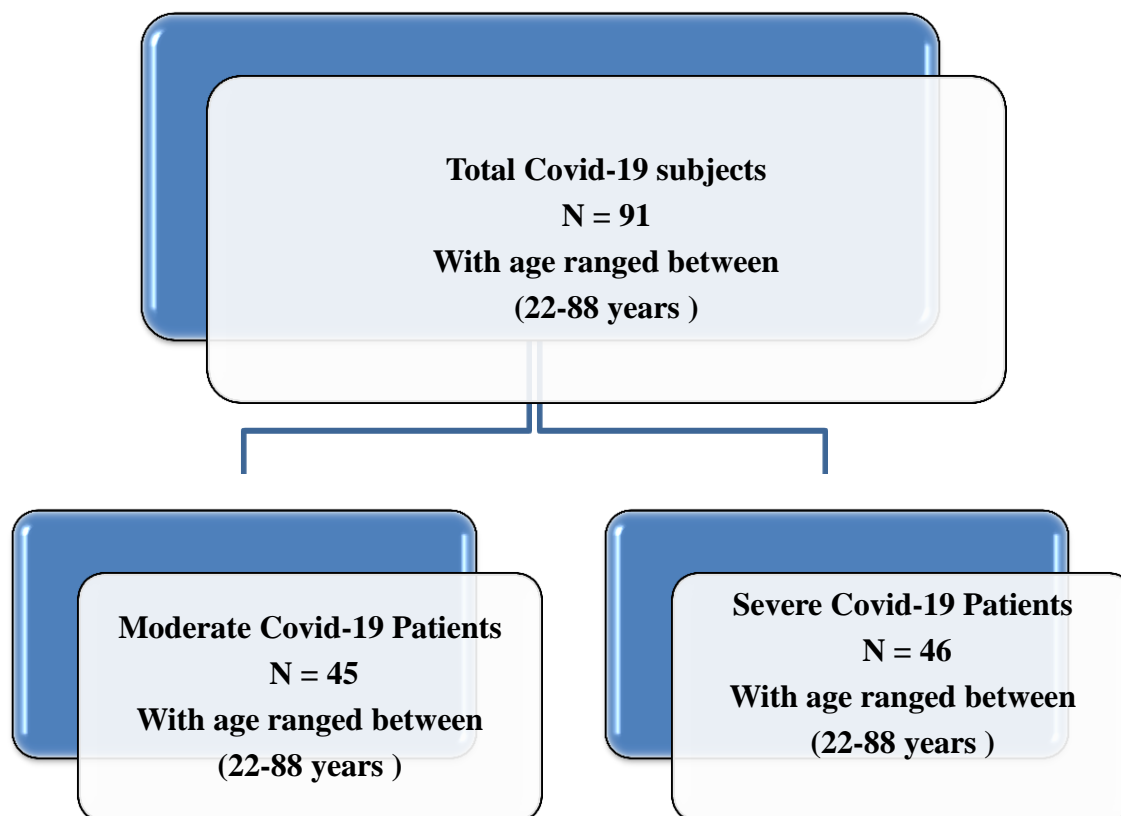 Total Covid-19 subjects
N = 91
With age ranged between
(22-88 years )
Moderate Covid-19 Patients
N = 45
With age ranged between
(22-88 years )
Severe Covid-19 Patients
N = 46
With age ranged between
(22-88 years )